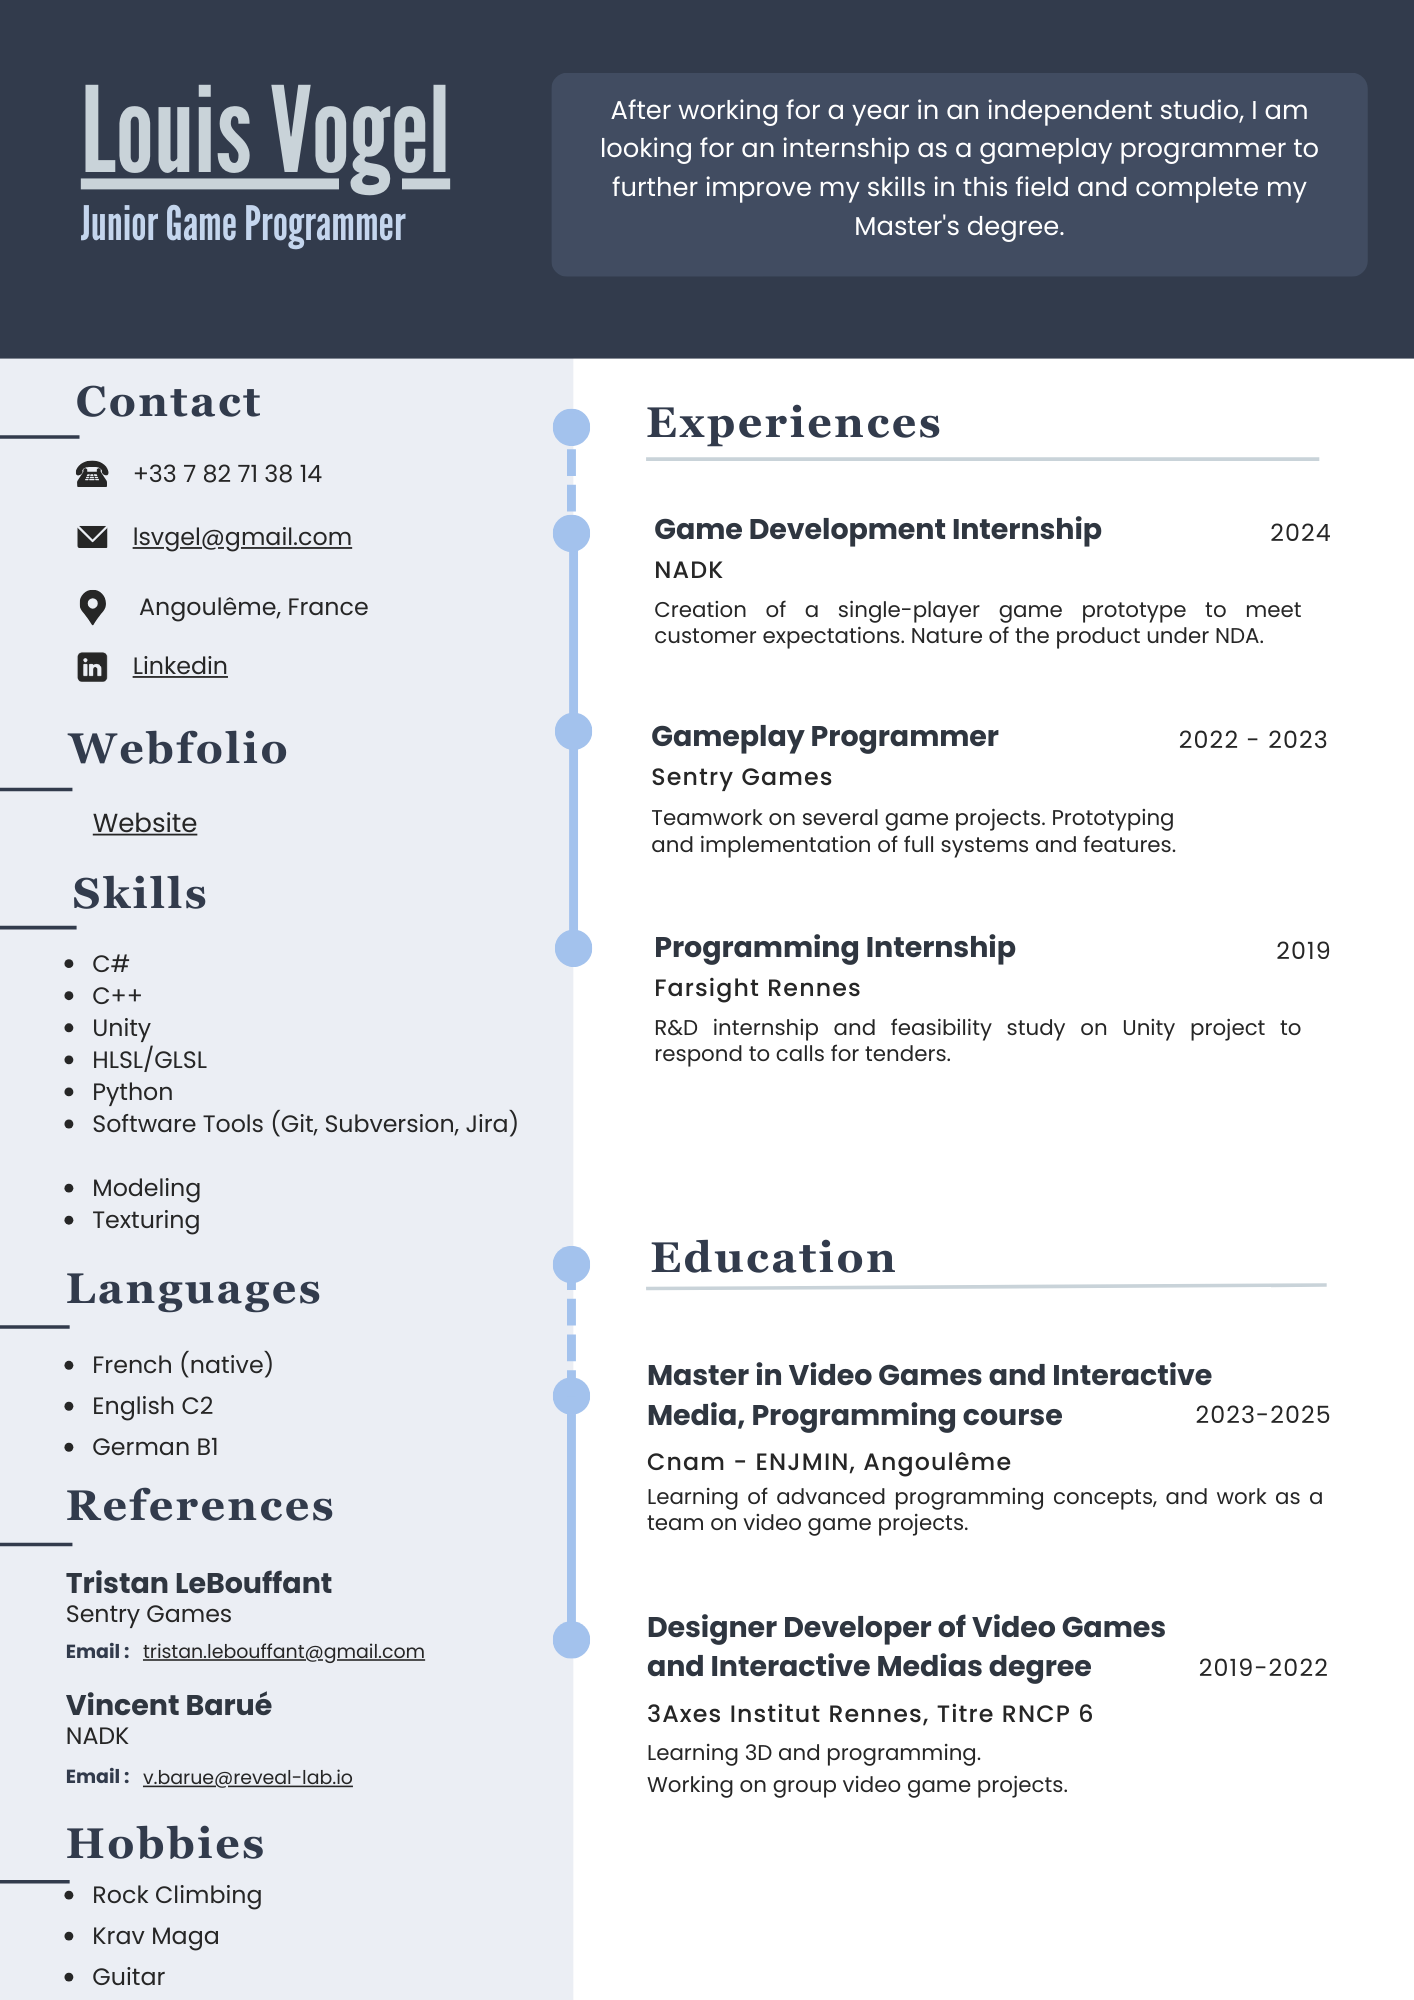 Louis Vogel
Junior Game Programmer
After working for a year in an independent studio, I am
looking for an internship as a gameplay programmer to
further improve my skills in this field and complete my
Master's degree.
Contact
+33 7 82 71 38 14
lsvgel@gmail.com
Angoulême, France
Linkedin
Webfolio
Website
Skills
• C#
• C++
• Unity
• HLSL/GLSL
• Python
• Software Tools (Git, Subversion, Jira)
• Modeling
• Texturing
Languages
• French (native)
• English C2
• German B1
References
Tristan LeBouffant
Sentry Games
Email : tristan.lebouffant@gmail.com
Vincent Barué
NADK
Email : v.barue@reveal-lab.io
Hobbies
• Rock Climbing
• Krav Maga
• Guitar
Experiences
Game Development Internship 2024
NADK
Creation of a single-player game prototype to meet
customer expectations. Nature of the product under NDA.
Gameplay Programmer 2022 - 2023
Sentry Games
Teamwork on several game projects. Prototyping
and implementation of full systems and features.
Programming Internship 2019
Farsight Rennes
R&D internship and feasibility study on Unity project to
respond to calls for tenders.
Education
Master in Video Games and Interactive
Media, Programming course 2023-2025
Cnam - ENJMIN, Angoulême
Learning of advanced programming concepts, and work as a
team on video game projects.
Designer Developer of Video Games
and Interactive Medias degree 2019-2022
3Axes Institut Rennes, Titre RNCP 6
Learning 3D and programming.
Working on group video game projects.